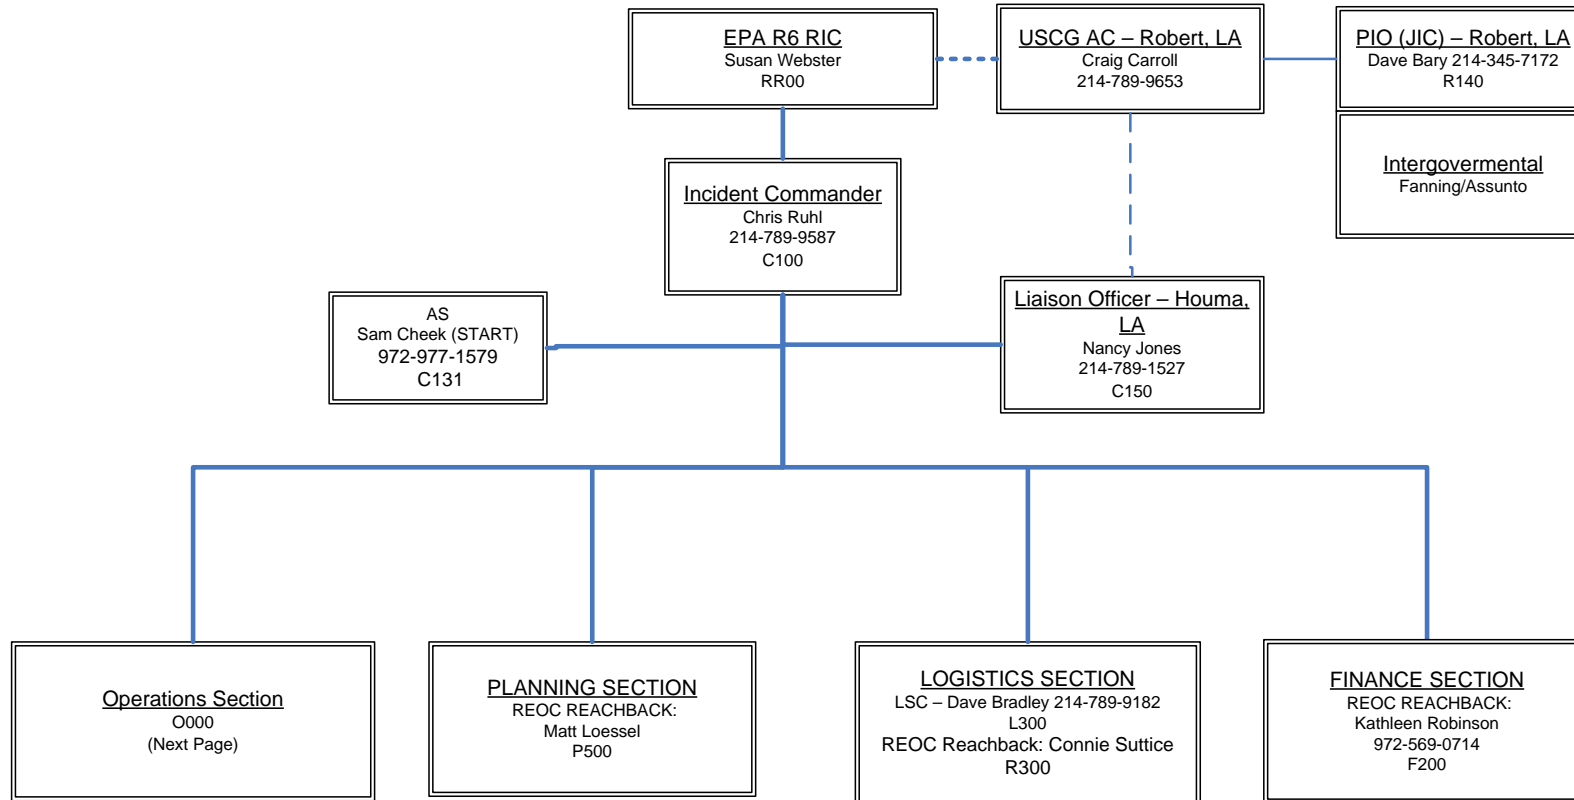 EPA R6 RIC
Susan Webster
RR00
USCG AC – Robert, LA
Craig Carroll
214-789-9653
PIO (JIC) – Robert, LA
Dave Bary 214-345-7172
R140
Intergovermental
Fanning/Assunto
Incident Commander
Chris Ruhl
214-789-9587
C100
AS
Sam Cheek (START)
972-977-1579
C131
Liaison Officer – Houma,
LA
Nancy Jones
214-789-1527
C150
Operations Section
O000
(Next Page)
PLANNING SECTION
REOC REACHBACK:
Matt Loessel
P500
LOGISTICS SECTION
LSC – Dave Bradley 214-789-9182
L300
REOC Reachback: Connie Suttice
R300
FINANCE SECTION
REOC REACHBACK:
Kathleen Robinson
972-569-0714
F200